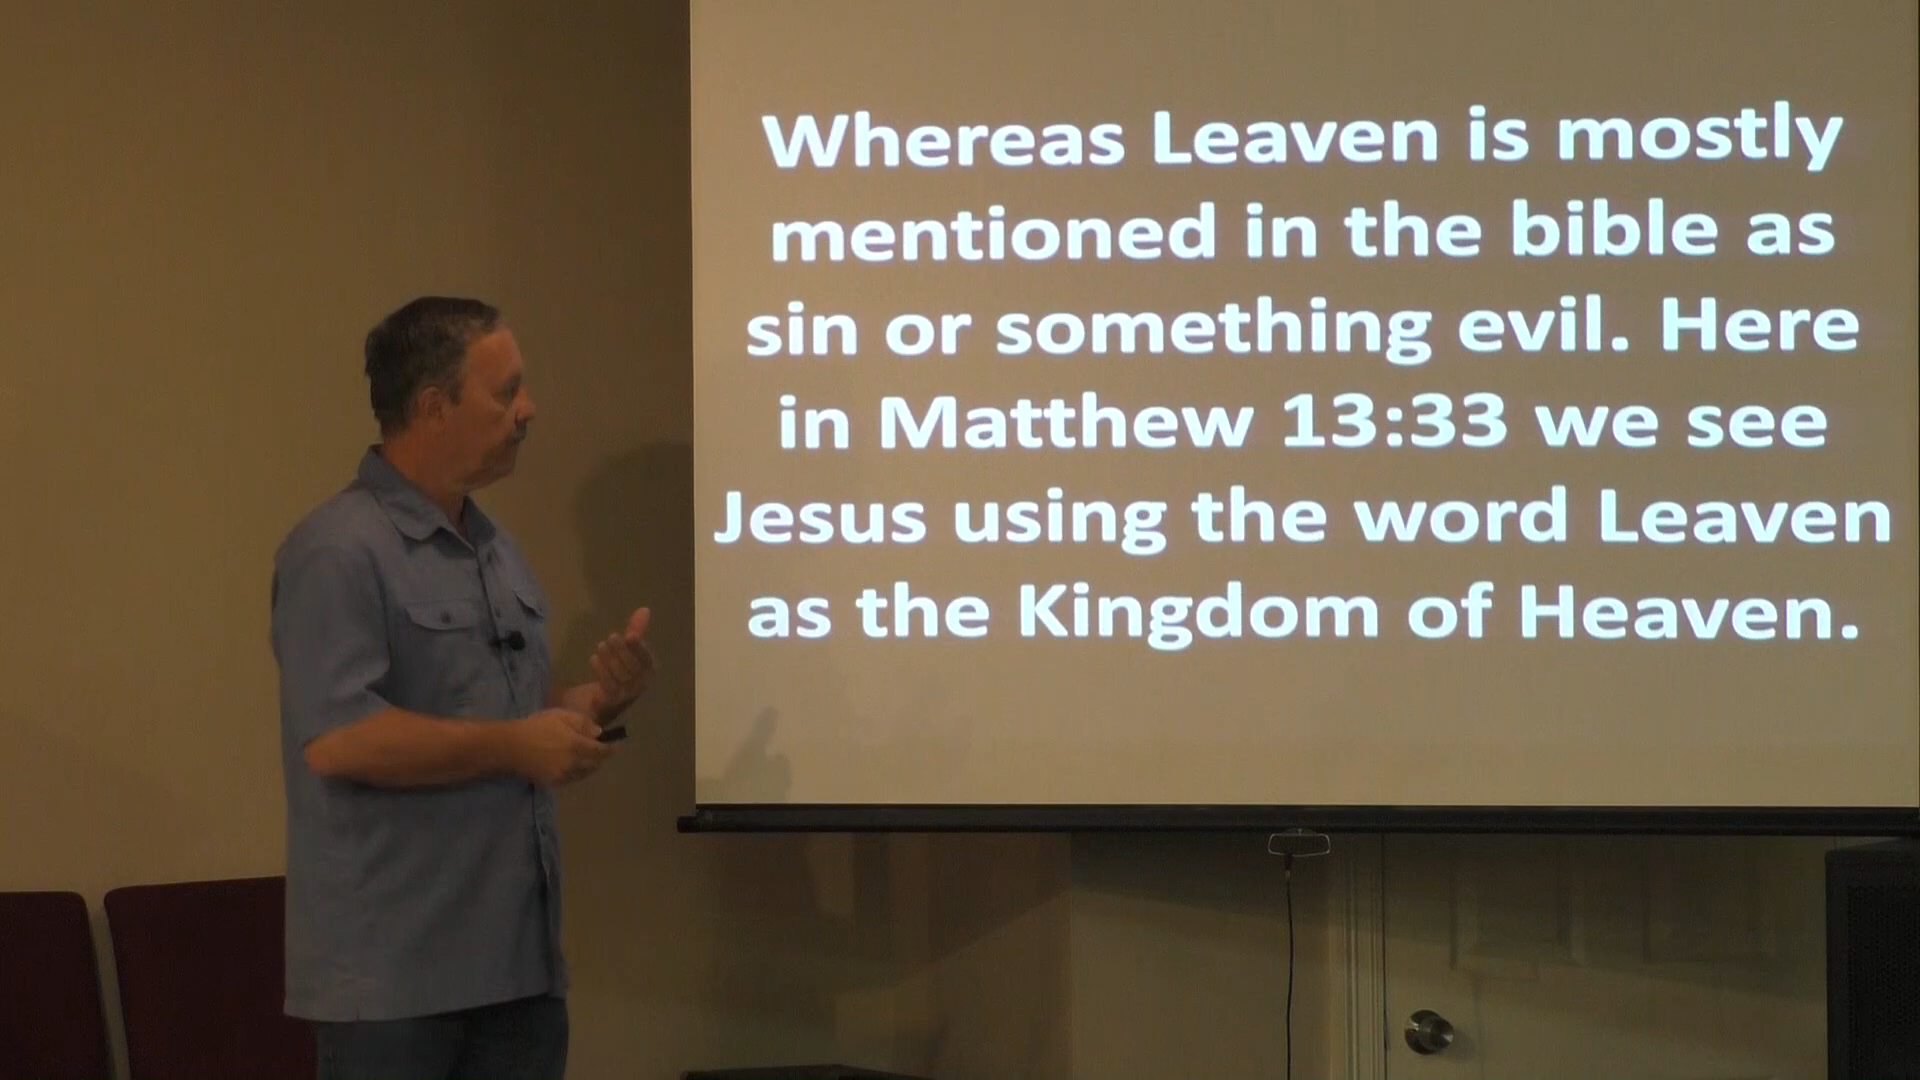 Whereas Leaven is mostly
mentioned in the bible as
sin or something evil. Here
in Matthew 13:33 we see
Jesus using the word Leaven
as the Kingdom of Heaven.